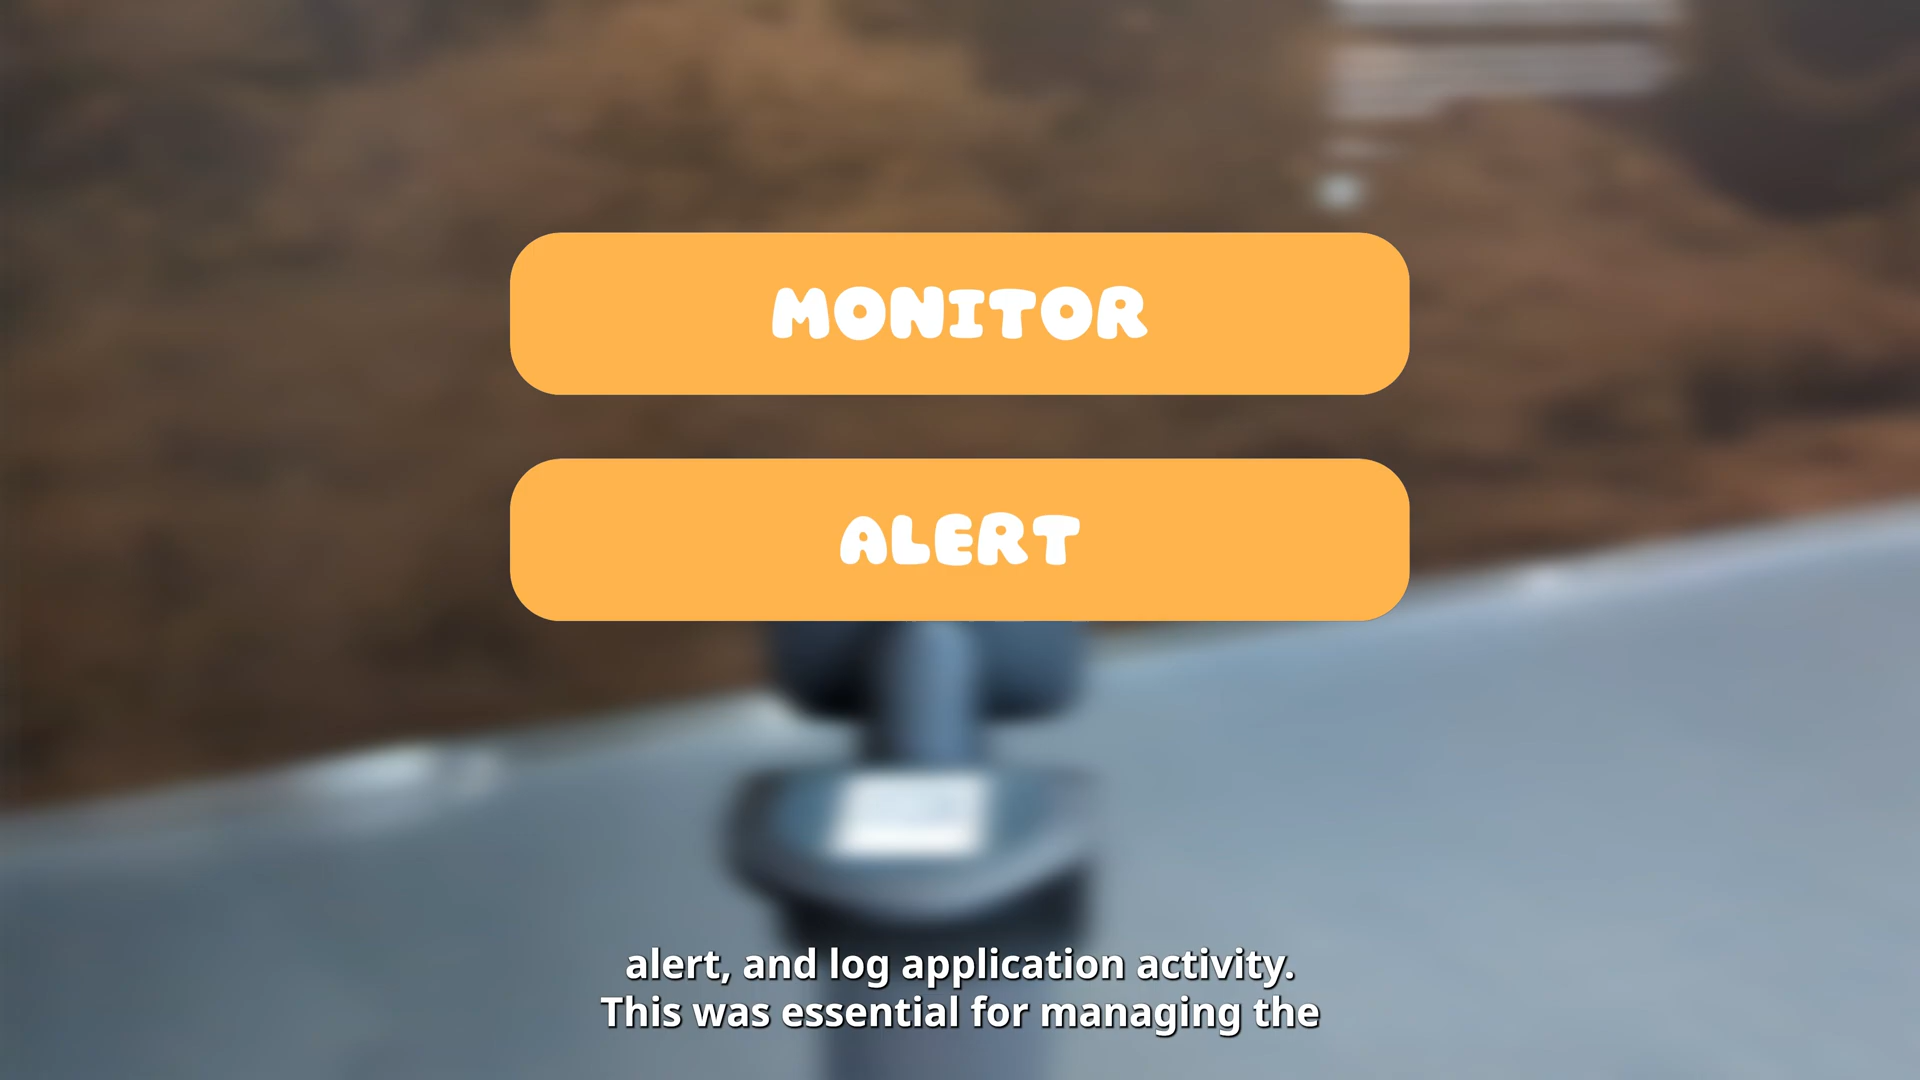 MONITOR
ALERT
alert, and log application activity.
This was essential for managing the